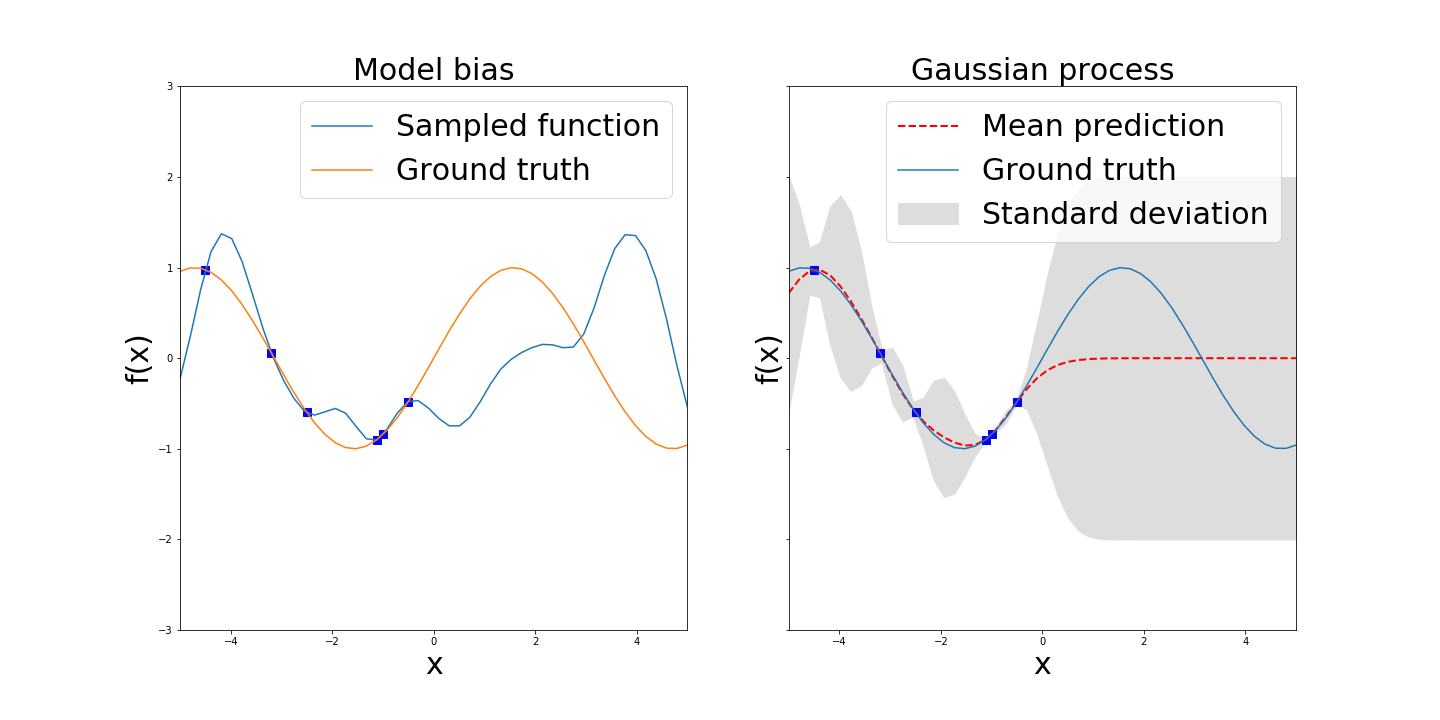 Model bias
Sampled function
Ground truth
3
2
1
0
−1
−2
−3
f(x)
−4
−2
0
2
4
x
Gaussian process
Mean prediction
Ground truth
Standard deviation
f(x)
−4
−2
0
2
4
x